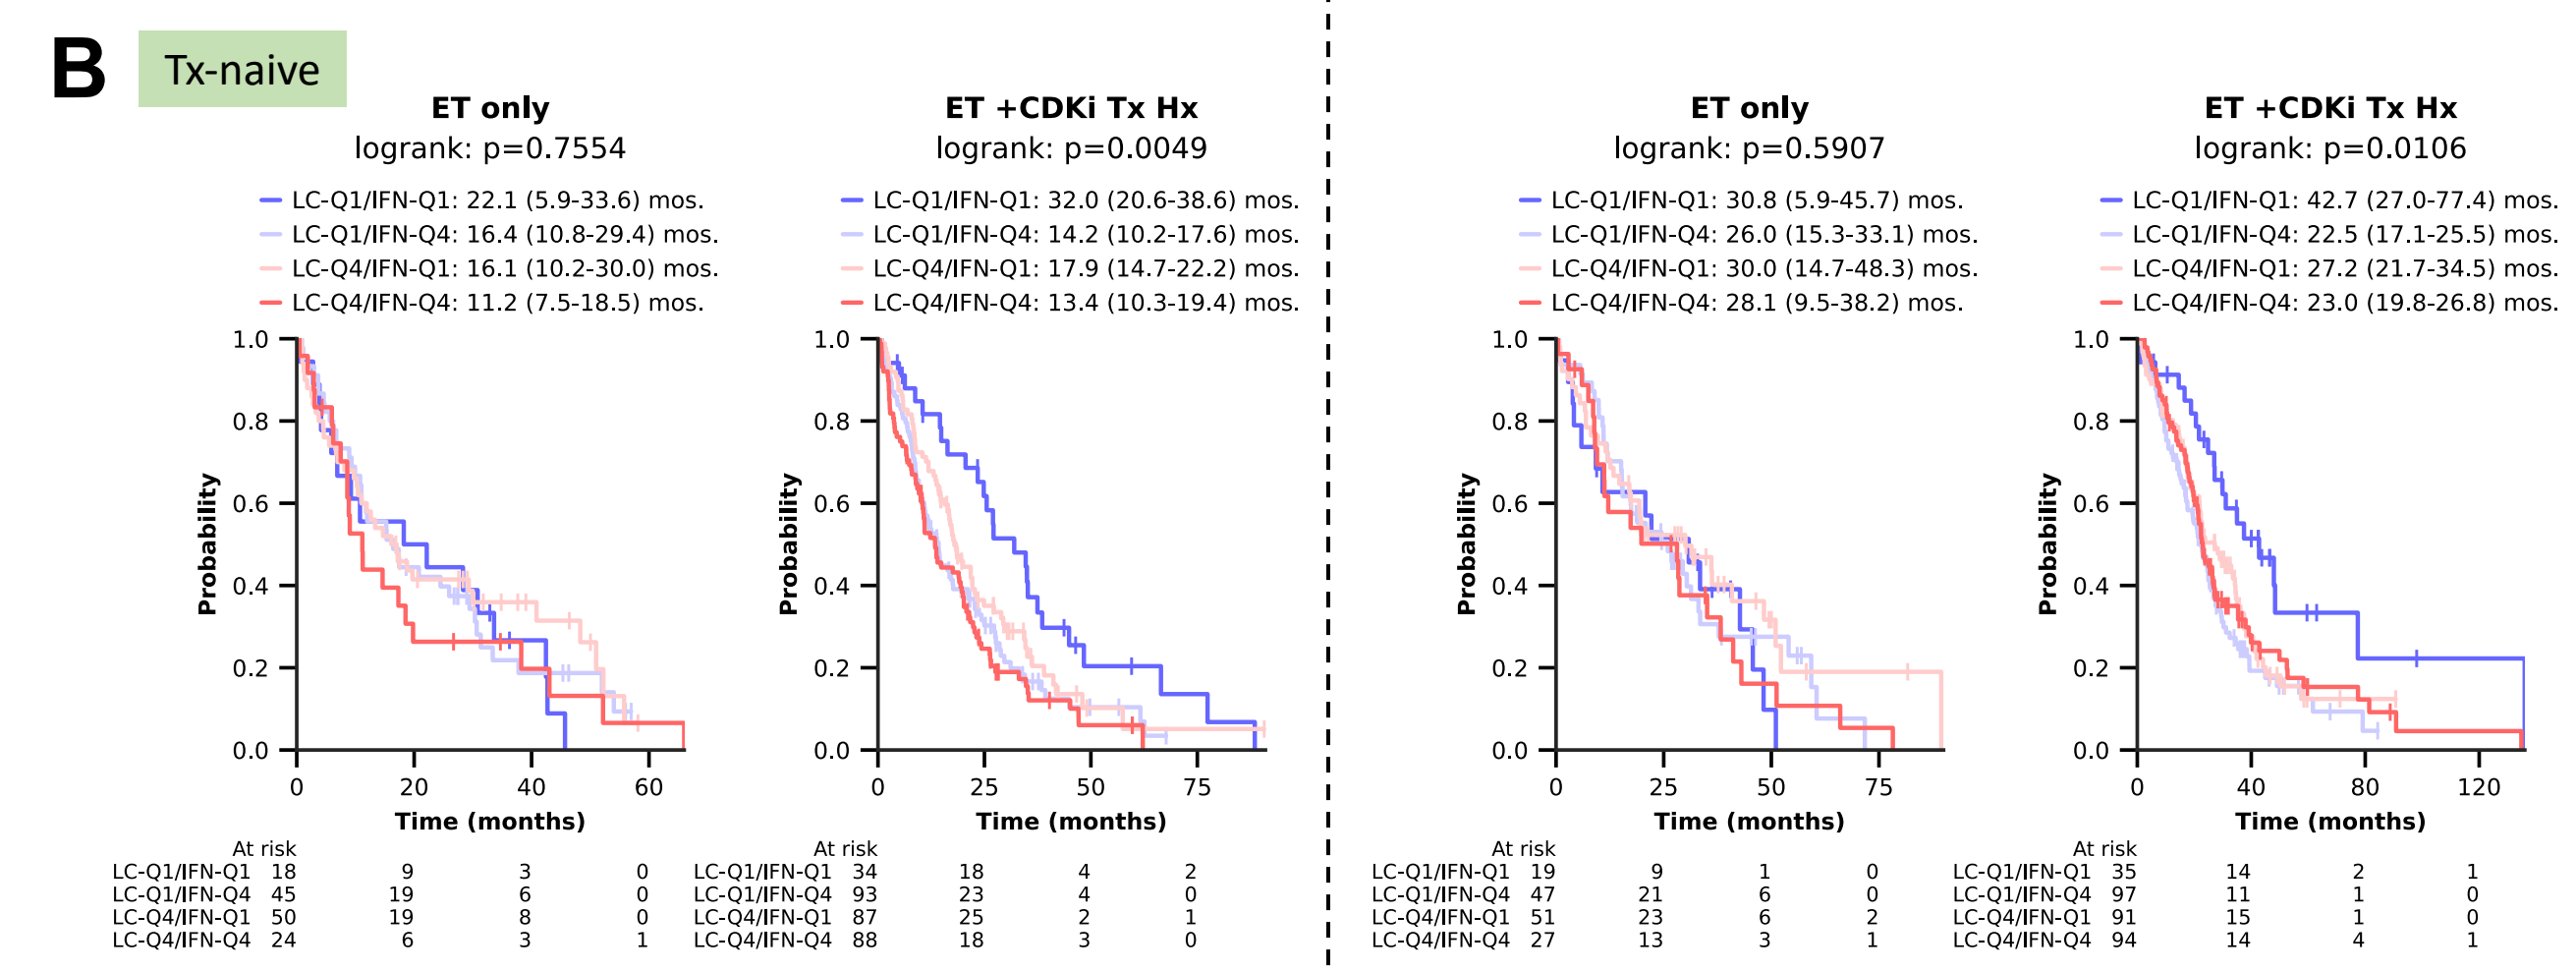 B
Tx-naive
ET only
logrank: p=0.7554
LC-Q1/IFN-Q1: 22.1 (5.9-33.6) mos.
LC-Q1/IFN-Q4: 16.4 (10.8-29.4) mos.
LC-Q4/IFN-Q1: 16.1 (10.2-30.0) mos.
LC-Q4/IFN-Q4: 11.2 (7.5-18.5) mos.
1.0
0.8
0.6
0.4
0.2
0.0
Probability
0 20 40 60
Time (months)
At risk
LC-Q1/IFN-Q1 18 9 3 0
LC-Q1/IFN-Q4 45 19 6 0
LC-Q4/IFN-Q1 50 19 8 0
LC-Q4/IFN-Q4 24 6 3 1
ET +CDKi Tx Hx
logrank: p=0.0049
LC-Q1/IFN-Q1: 32.0 (20.6-38.6) mos.
LC-Q1/IFN-Q4: 14.2 (10.2-17.6) mos.
LC-Q4/IFN-Q1: 17.9 (14.7-22.2) mos.
LC-Q4/IFN-Q4: 13.4 (10.3-19.4) mos.
1.0
0.8
0.6
0.4
0.2
0.0
Probability
0 25 50 75
Time (months)
At risk
LC-Q1/IFN-Q1 34 18 4 2
LC-Q1/IFN-Q4 93 23 4 0
LC-Q4/IFN-Q1 87 25 2 1
LC-Q4/IFN-Q4 88 18 3 0
ET only
logrank: p=0.5907
LC-Q1/IFN-Q1: 30.8 (5.9-45.7) mos.
LC-Q1/IFN-Q4: 26.0 (15.3-33.1) mos.
LC-Q4/IFN-Q1: 30.0 (14.7-48.3) mos.
LC-Q4/IFN-Q4: 28.1 (9.5-38.2) mos.
1.0
0.8
0.6
0.4
0.2
0.0
Probability
0 25 50 75
Time (months)
At risk
LC-Q1/IFN-Q1 19 9 1 0
LC-Q1/IFN-Q4 47 21 6 0
LC-Q4/IFN-Q1 51 23 6 2
LC-Q4/IFN-Q4 27 13 3 1
ET +CDKi Tx Hx
logrank: p=0.0106
LC-Q1/IFN-Q1: 42.7 (27.0-77.4) mos.
LC-Q1/IFN-Q4: 22.5 (17.1-25.5) mos.
LC-Q4/IFN-Q1: 27.2 (21.7-34.5) mos.
LC-Q4/IFN-Q4: 23.0 (19.8-26.8) mos.
1.0
0.8
0.6
0.4
0.2
0.0
Probability
0 40 80 120
Time (months)
At risk
LC-Q1/IFN-Q1 35 14 2 1
LC-Q1/IFN-Q4 97 11 1 0
LC-Q4/IFN-Q1 91 15 1 0
LC-Q4/IFN-Q4 94 14 4 1